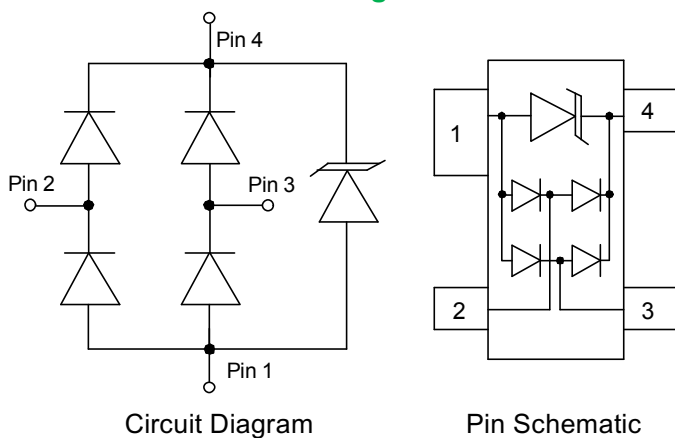 Pin 4
Pin 2
Pin 3
Pin 1
Circuit Diagram
1
4
2
3
Pin Schematic